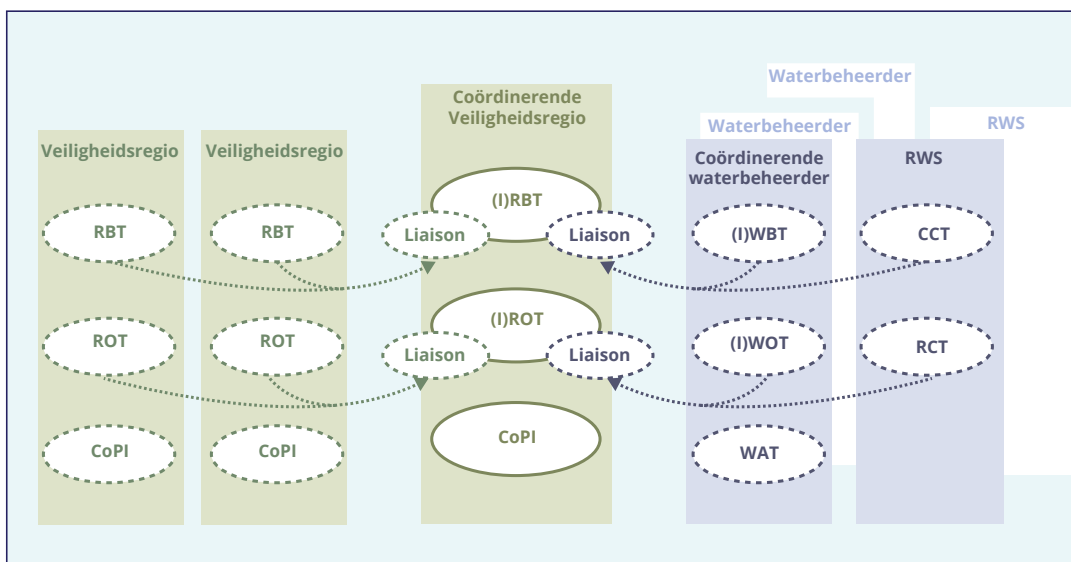 Waterbeheerder
Coördinerende
Veiligheidsregio
Waterbeheerder
RWS
Veiligheidsregio
Veiligheidsregio
Coördinerende
waterbeheerder
RWS
(I)RBT
RBT
RBT
Liaison
Liaison
(I)WBT
CCT
(I)ROT
ROT
ROT
Liaison
Liaison
(I)WOT
RCT
CoPI
CoPI
CoPI
WAT